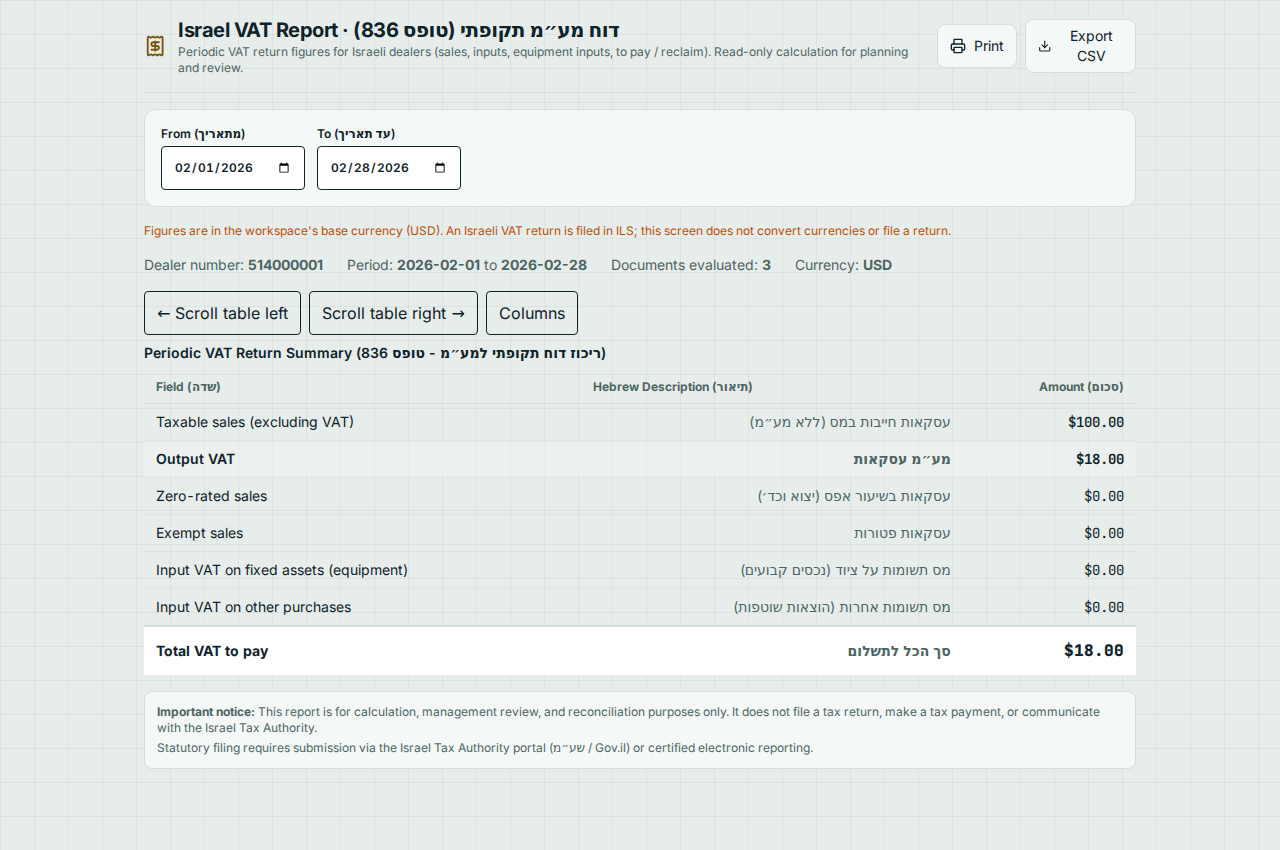 Israel VAT Report · דוח מע״מ תקופתי (טופס 836)
Periodic VAT return figures for Israeli dealers (sales, inputs, equipment inputs, to pay / reclaim). Read-only calculation for planning
and review.
Print
Export
CSV
From (מתאריך)
To (עד תאריך)
02/01/2026
02/28/2026
Figures are in the workspace's base currency (USD). An Israeli VAT return is filed in ILS; this screen does not convert currencies or file a return.
Dealer number: 514000001 Period: 2026-02-01 to 2026-02-28 Documents evaluated: 3 Currency: USD
← Scroll table left
Scroll table right →
Columns
Periodic VAT Return Summary (ריכוז דוח תקופתי למע״מ - טופס 836)
Field (שדה) Hebrew Description (תיאור) Amount (סכום)
Taxable sales (excluding VAT) עסקאות חייבות במס (ללא מע״מ) $100.00
Output VAT מע״מ עסקאות $18.00
Zero-rated sales עסקאות בשיעור אפס (יצוא וכד׳) $0.00
Exempt sales עסקאות פטורות $0.00
Input VAT on fixed assets (equipment) מס תשומות על ציוד (נכסים קבועים) $0.00
Input VAT on other purchases מס תשומות אחרות (הוצאות שוטפות) $0.00
Total VAT to pay סך הכל לתשלום $18.00
Important notice: This report is for calculation, management review, and reconciliation purposes only. It does not file a tax return, make a tax payment, or communicate
with the Israel Tax Authority.
Statutory filing requires submission via the Israel Tax Authority portal (שע״מ / Gov.il) or certified electronic reporting.